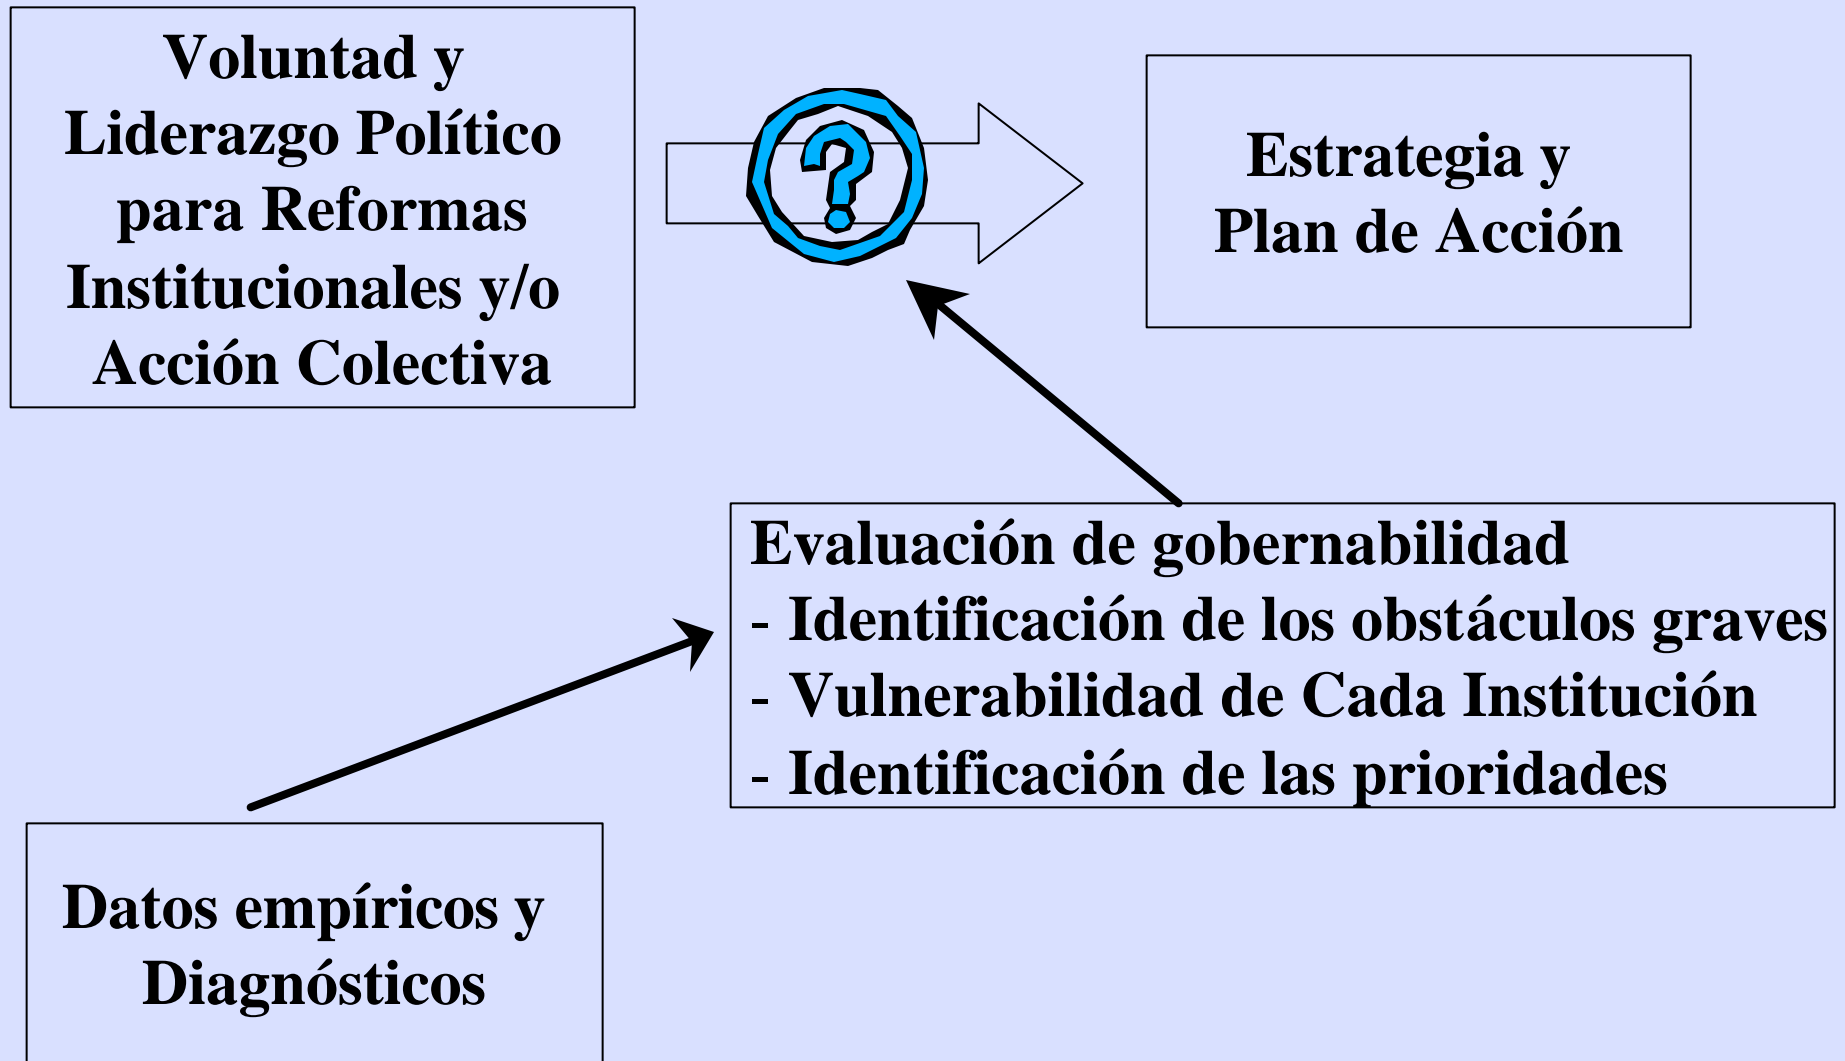 Voluntad y
Liderazgo Político
para Reformas
Institucionales y/o
Acción Colectiva
?
Estrategia y
Plan de Acción
Evaluación de gobernabilidad
- Identificación de los obstáculos graves
- Vulnerabilidad de Cada Institución
- Identificación de las prioridades
Datos empíricos y
Diagnósticos